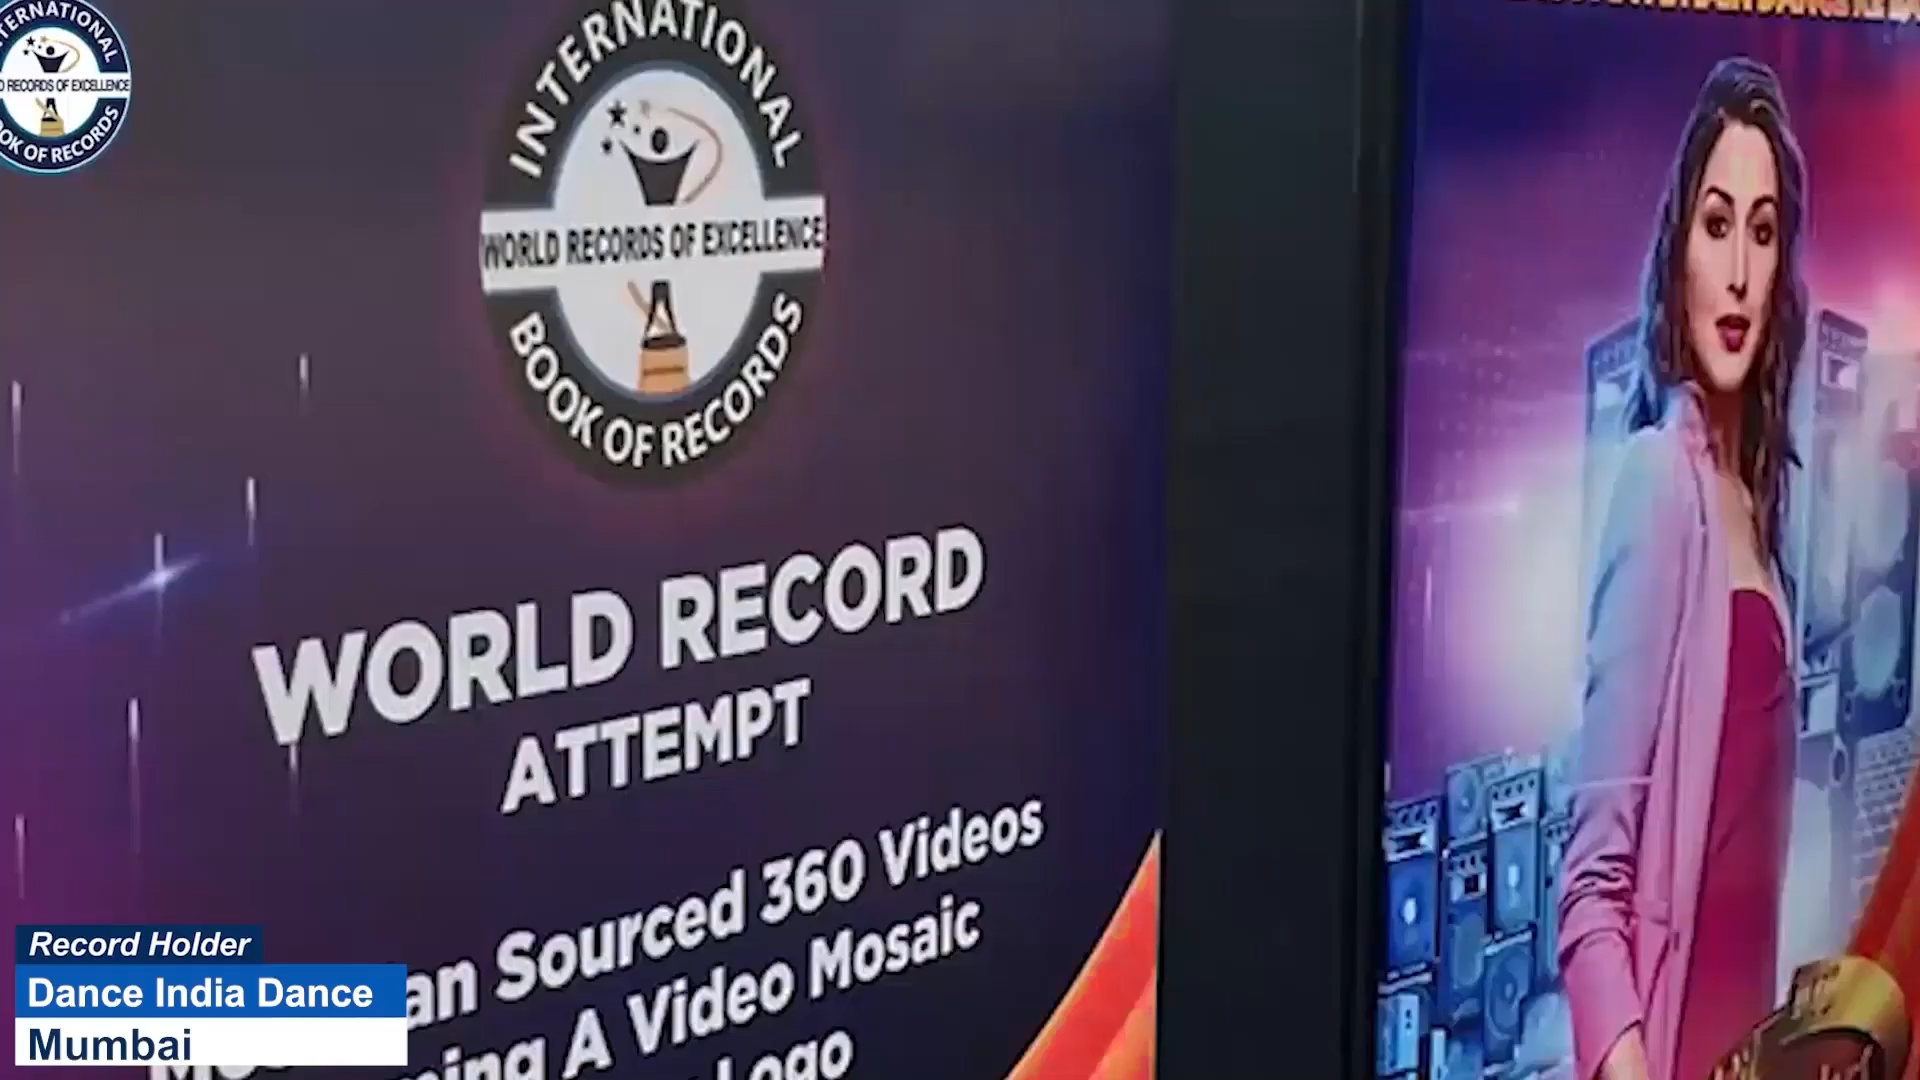 INTERNATIONAL
WORLD RECORDS OF EXCELLENCE
BOOK OF RECORDS
WORLD RECORD
ATTEMPT
Sourced 360 Videos
A Video Mosaic
Logo
RECORDS OF EXCELLENCE
OF RECORDS
Record Holder
Dance India Dance
Mumbai